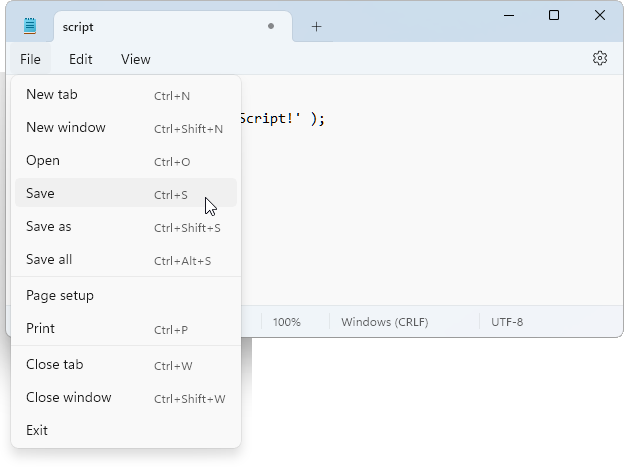 script
File Edit View
New tab Ctrl+N
New window Ctrl+Shift+N
Script!' );
Open Ctrl+O
Save Ctrl+S
Save as Ctrl+Shift+S
Save all Ctrl+Alt+S
Page setup
100% Windows (CRLF) UTF-8
Print Ctrl+P
Close tab Ctrl+W
Close window Ctrl+Shift+W
Exit